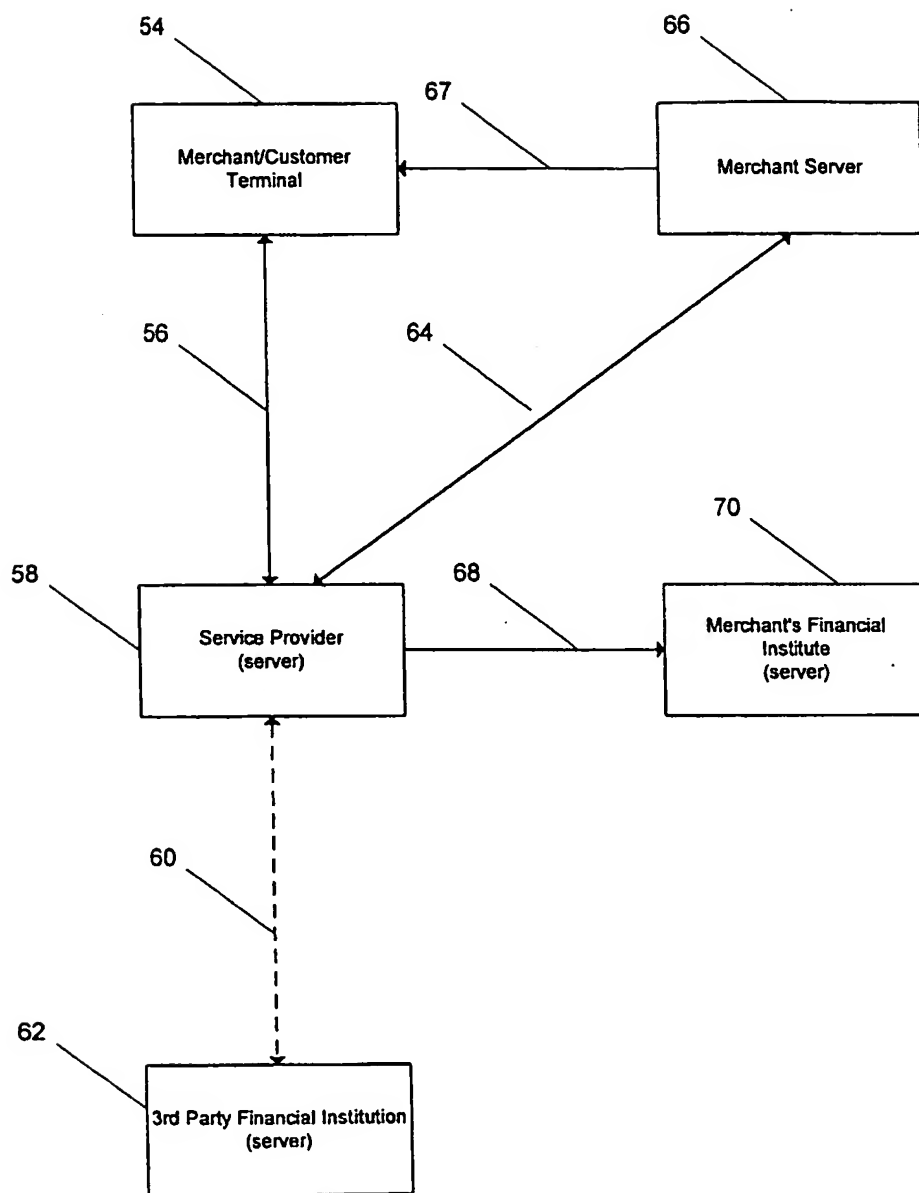 54
66
67
Merchant/Customer
Terminal
Merchant Server
56
64
70
58
68
Service Provider
(server)
Merchant's Financial
Institute
(server)
60
62
3rd Party Financial Institution
(server)